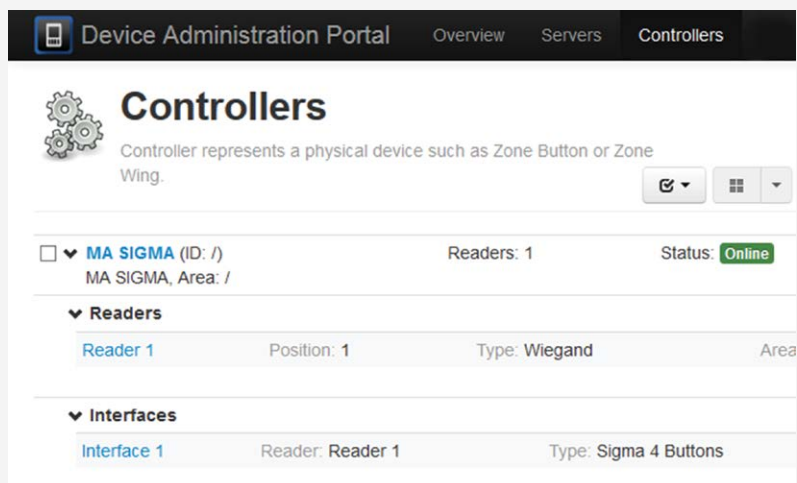 Device Administration Portal Overview Servers Controllers
Controllers
Controller represents a physical device such as Zone Button or Zone
Wing.
MA SIGMA (ID: /) Readers: 1 Status: Online
MA SIGMA, Area: /
Readers
Reader 1 Position: 1 Type: Wiegand Area
Interfaces
Interface 1 Reader: Reader 1 Type: Sigma 4 Buttons